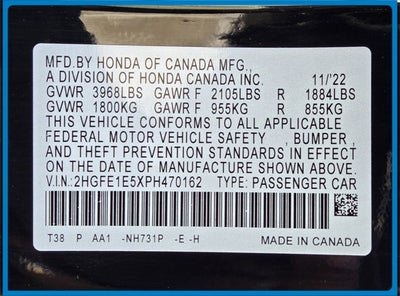 MFD.BY HONDA OF CANADA MFG.,
A DIVISION OF HONDA CANADA INC. 11/'22
GVWR 3968LBS GAWR F 2105LBS R 1884LBS
GVWR 1800KG GAWR F 955KG R 855KG
THIS VEHICLE CONFORMS TO ALL APPLICABLE
FEDERAL MOTOR VEHICLE SAFETY , BUMPER,
AND THEFT PREVENTION STANDARDS IN EFFECT
ON THE DATE OF MANUFACTURE SHOWN ABOVE.
V.I.N.:2HGFE1E5XPH470162 TYPE: PASSENGER CAR
T38 P AA1 -NH731P -E -H MADE IN CANADA